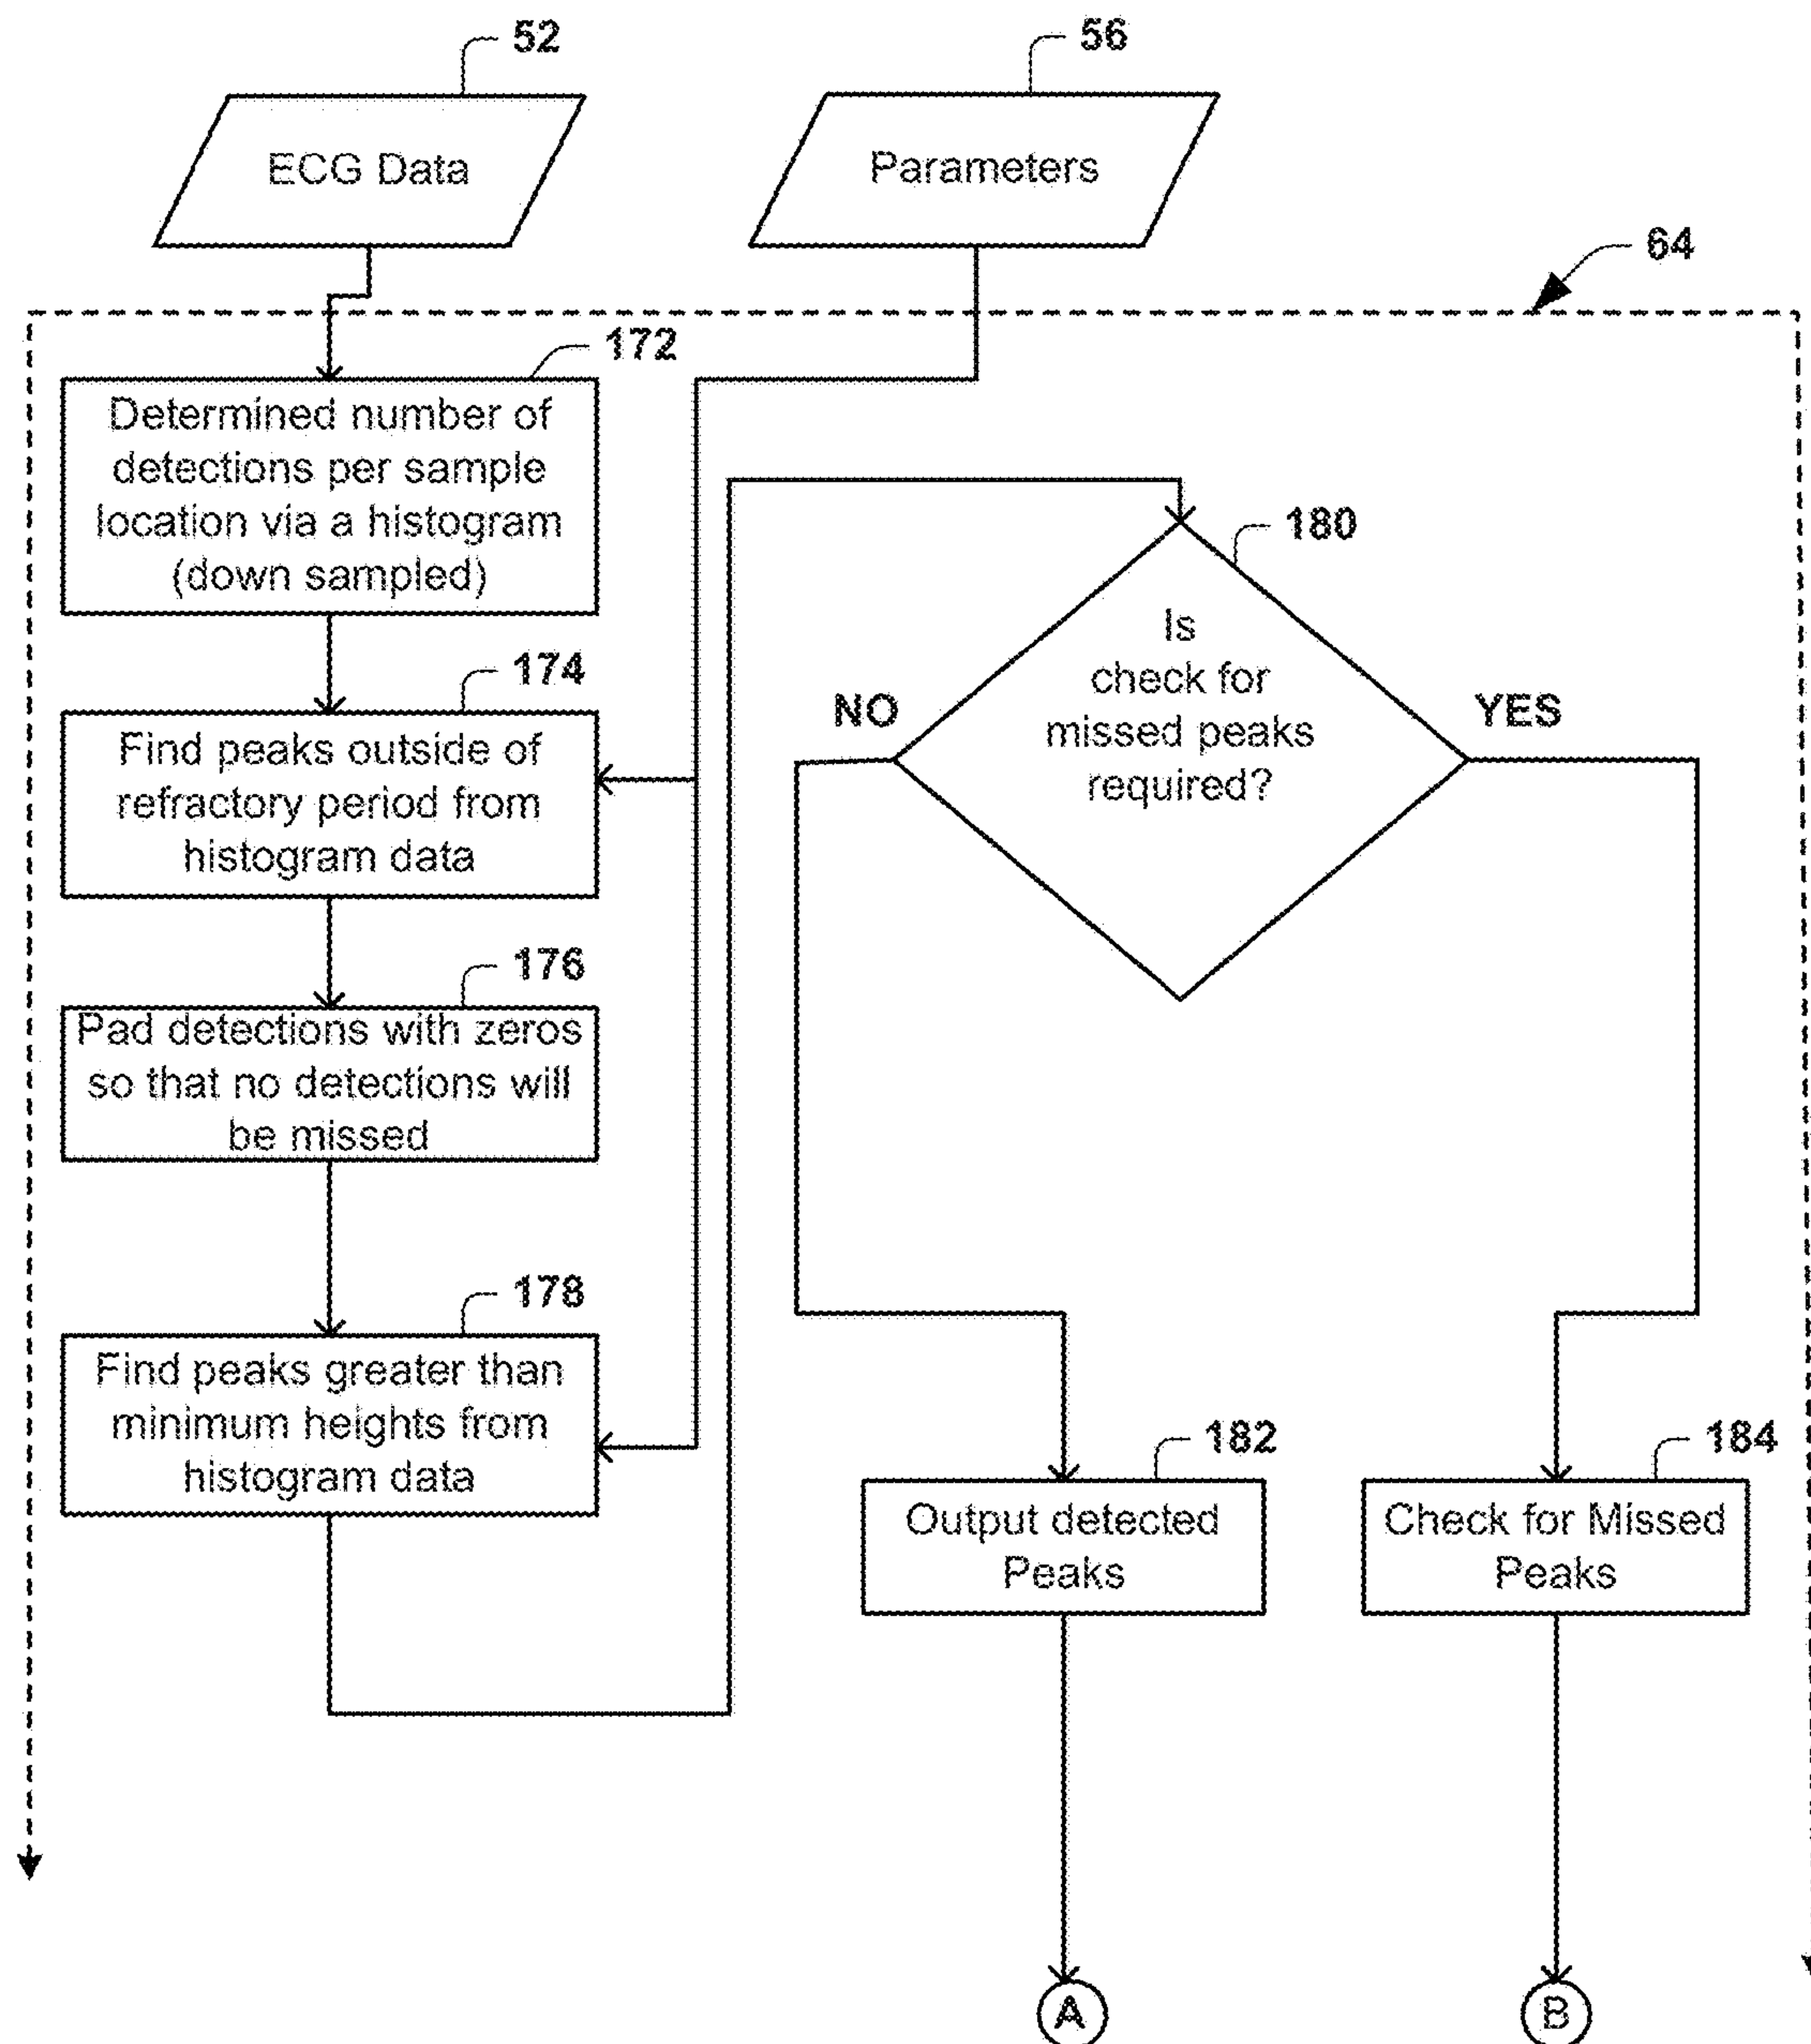 52
56
ECG Data
Parameters
64
172
Determined number of
detections per sample
location via a histogram
(down sampled)
174
Find peaks outside of
refractory period from
histogram data
176
Pad detections with zeros
so that no detections will
be missed
178
Find peaks greater than
minimum heights from
histogram data
180
Is
check for
missed peaks
required?
NO
YES
182
Output detected
Peaks
184
Check for Missed
Peaks
A
B